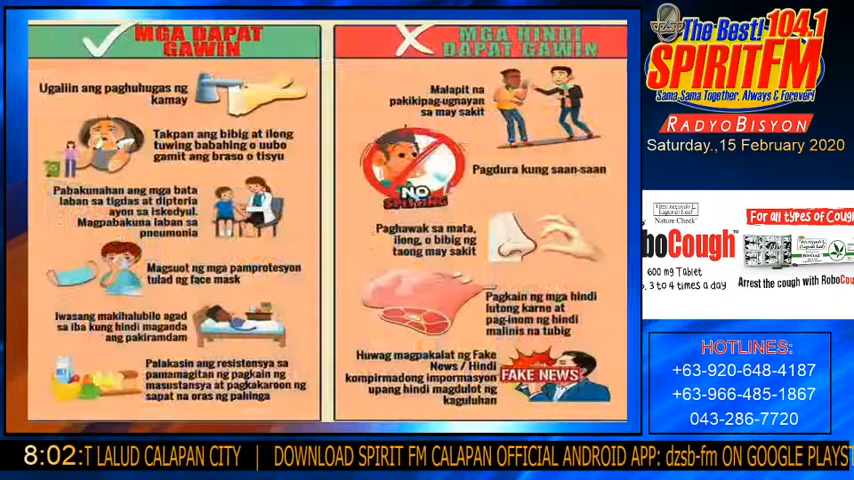 MGA DAPAT
GAWIN
Ugaliin ang paghuhugas ng
kamay
Takpan ang bibig at ilong
tuwing babahing o uubo
gamit ang braso o tisyu
Pabakunahan ang mga bata
laban sa tigdas at dipteria
ayon sa iskedyul.
Magpabakuna laban sa
pneumonia
Magsuot ng mga pamprotesyon
tulad ng face mask
Iwasang makihalubilo agad
sa iba kung hindi maganda
ang pakiramdam
Palakasin ang resistensya sa
pamamagitan ng pagkain ng
masustansya at pagkakaroon ng
sapat na oras ng pahinga
MGA HINDI
DAPAT GAWIN
Malapit na
pakikipag-ugnayan
sa may sakit
NO
SPITTING
Pagdura kung saan-saan
Paghawak sa mata,
ilong, o bibig ng
taong may sakit
Pagkain ng mga hindi
lutong karne at
pag-inom ng hindi
malinis na tubig
Huwag magpakalat ng Fake
News / Hindi
kompirmadong impormasyon
upang hindi magdulot ng
kaguluhan
FAKE NEWS
The Best! 104.1
SPIRIT FM
Sama, Sama Together, Always & Forever!
RADYOBISYON
Saturday.,15 February 2020
Nature Check
For all types of Cough
boCough™
600 mg Tablet
, 3 to 4 times a day
Arrest the cough with RoboCou
HOTLINES:
+63-920-648-4187
+63-966-485-1867
043-286-7720
8:02:T LALUD CALAPAN CITY | DOWNLOAD SPIRIT FM CALAPAN OFFICIAL ANDROID APP: dzsb-fm ON GOOGLE PLAYST